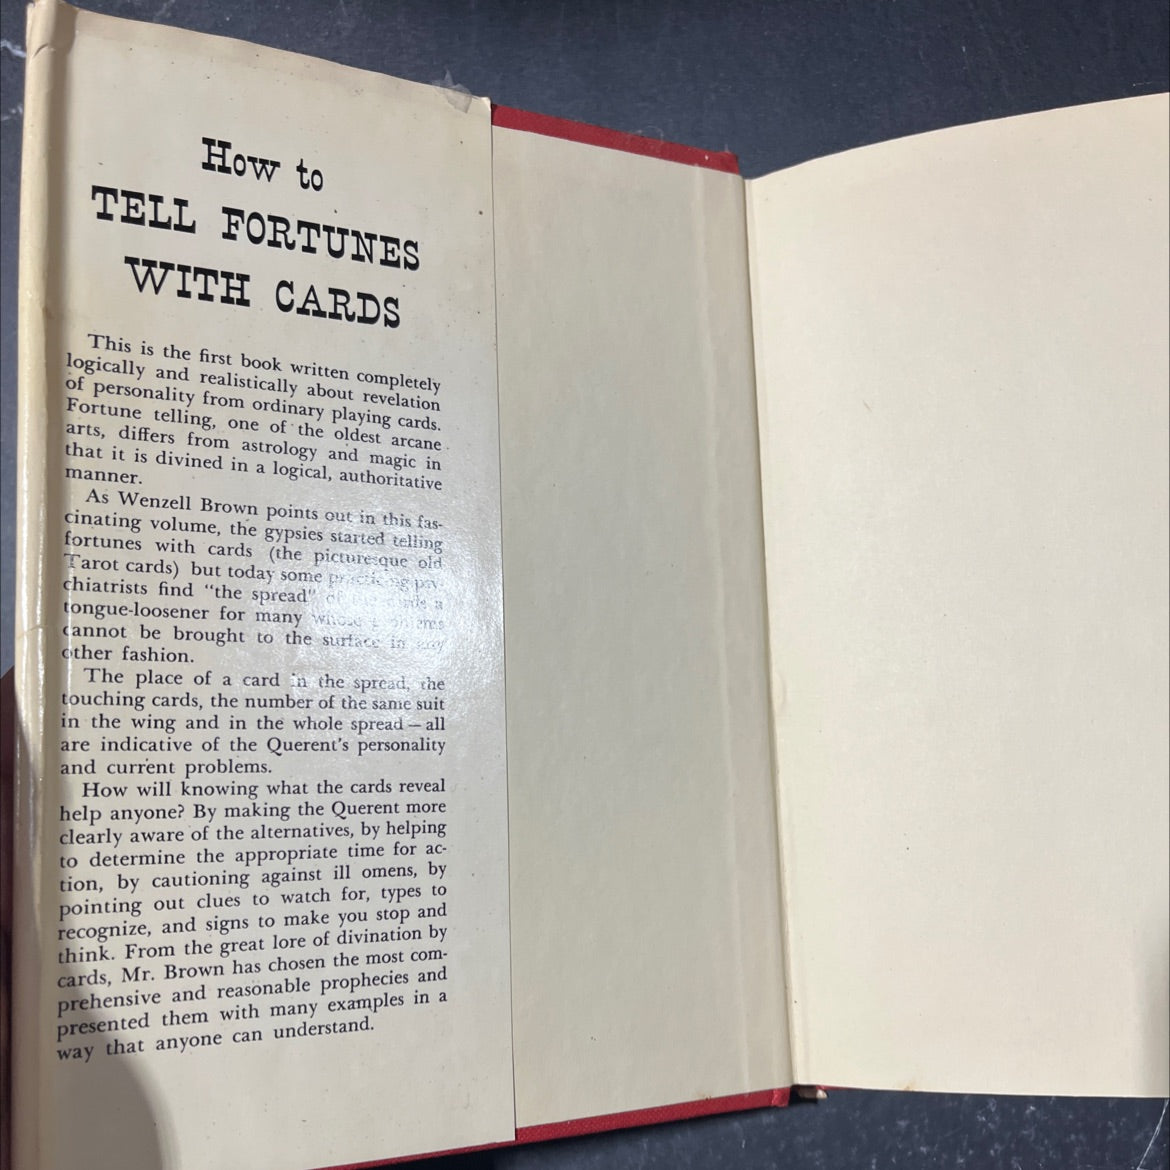 How to
TELL FORTUNES
WITH CARDS
This is the first book written completely
logically and realistically about revelation
of personality from ordinary playing cards.
Fortune telling, one of the oldest arcane
arts, differs from astrology and magic in
that it is divined in a logical, authoritative
manner.
As Wenzell Brown points out in this fas-
cinating volume, the gypsies started telling
fortunes with cards (the picturesque old
Tarot cards) but today some practicing psy-
chiatrists find "the spread" of the cards a
tongue-loosener for many whose problems
cannot be brought to the surface in any
other fashion.
The place of a card in the spread, the
touching cards, the number of the same suit
in the wing and in the whole spread — all
are indicative of the Querent's personality
and current problems.
How will knowing what the cards reveal
help anyone? By making the Querent more
clearly aware of the alternatives, by helping
to determine the appropriate time for ac-
tion, by cautioning against ill omens, by
pointing out clues to watch for, types to
recognize, and signs to make you stop and
think. From the great lore of divination by
cards, Mr. Brown has chosen the most com-
prehensive and reasonable prophecies and
presented them with many examples in a
way that anyone can understand.